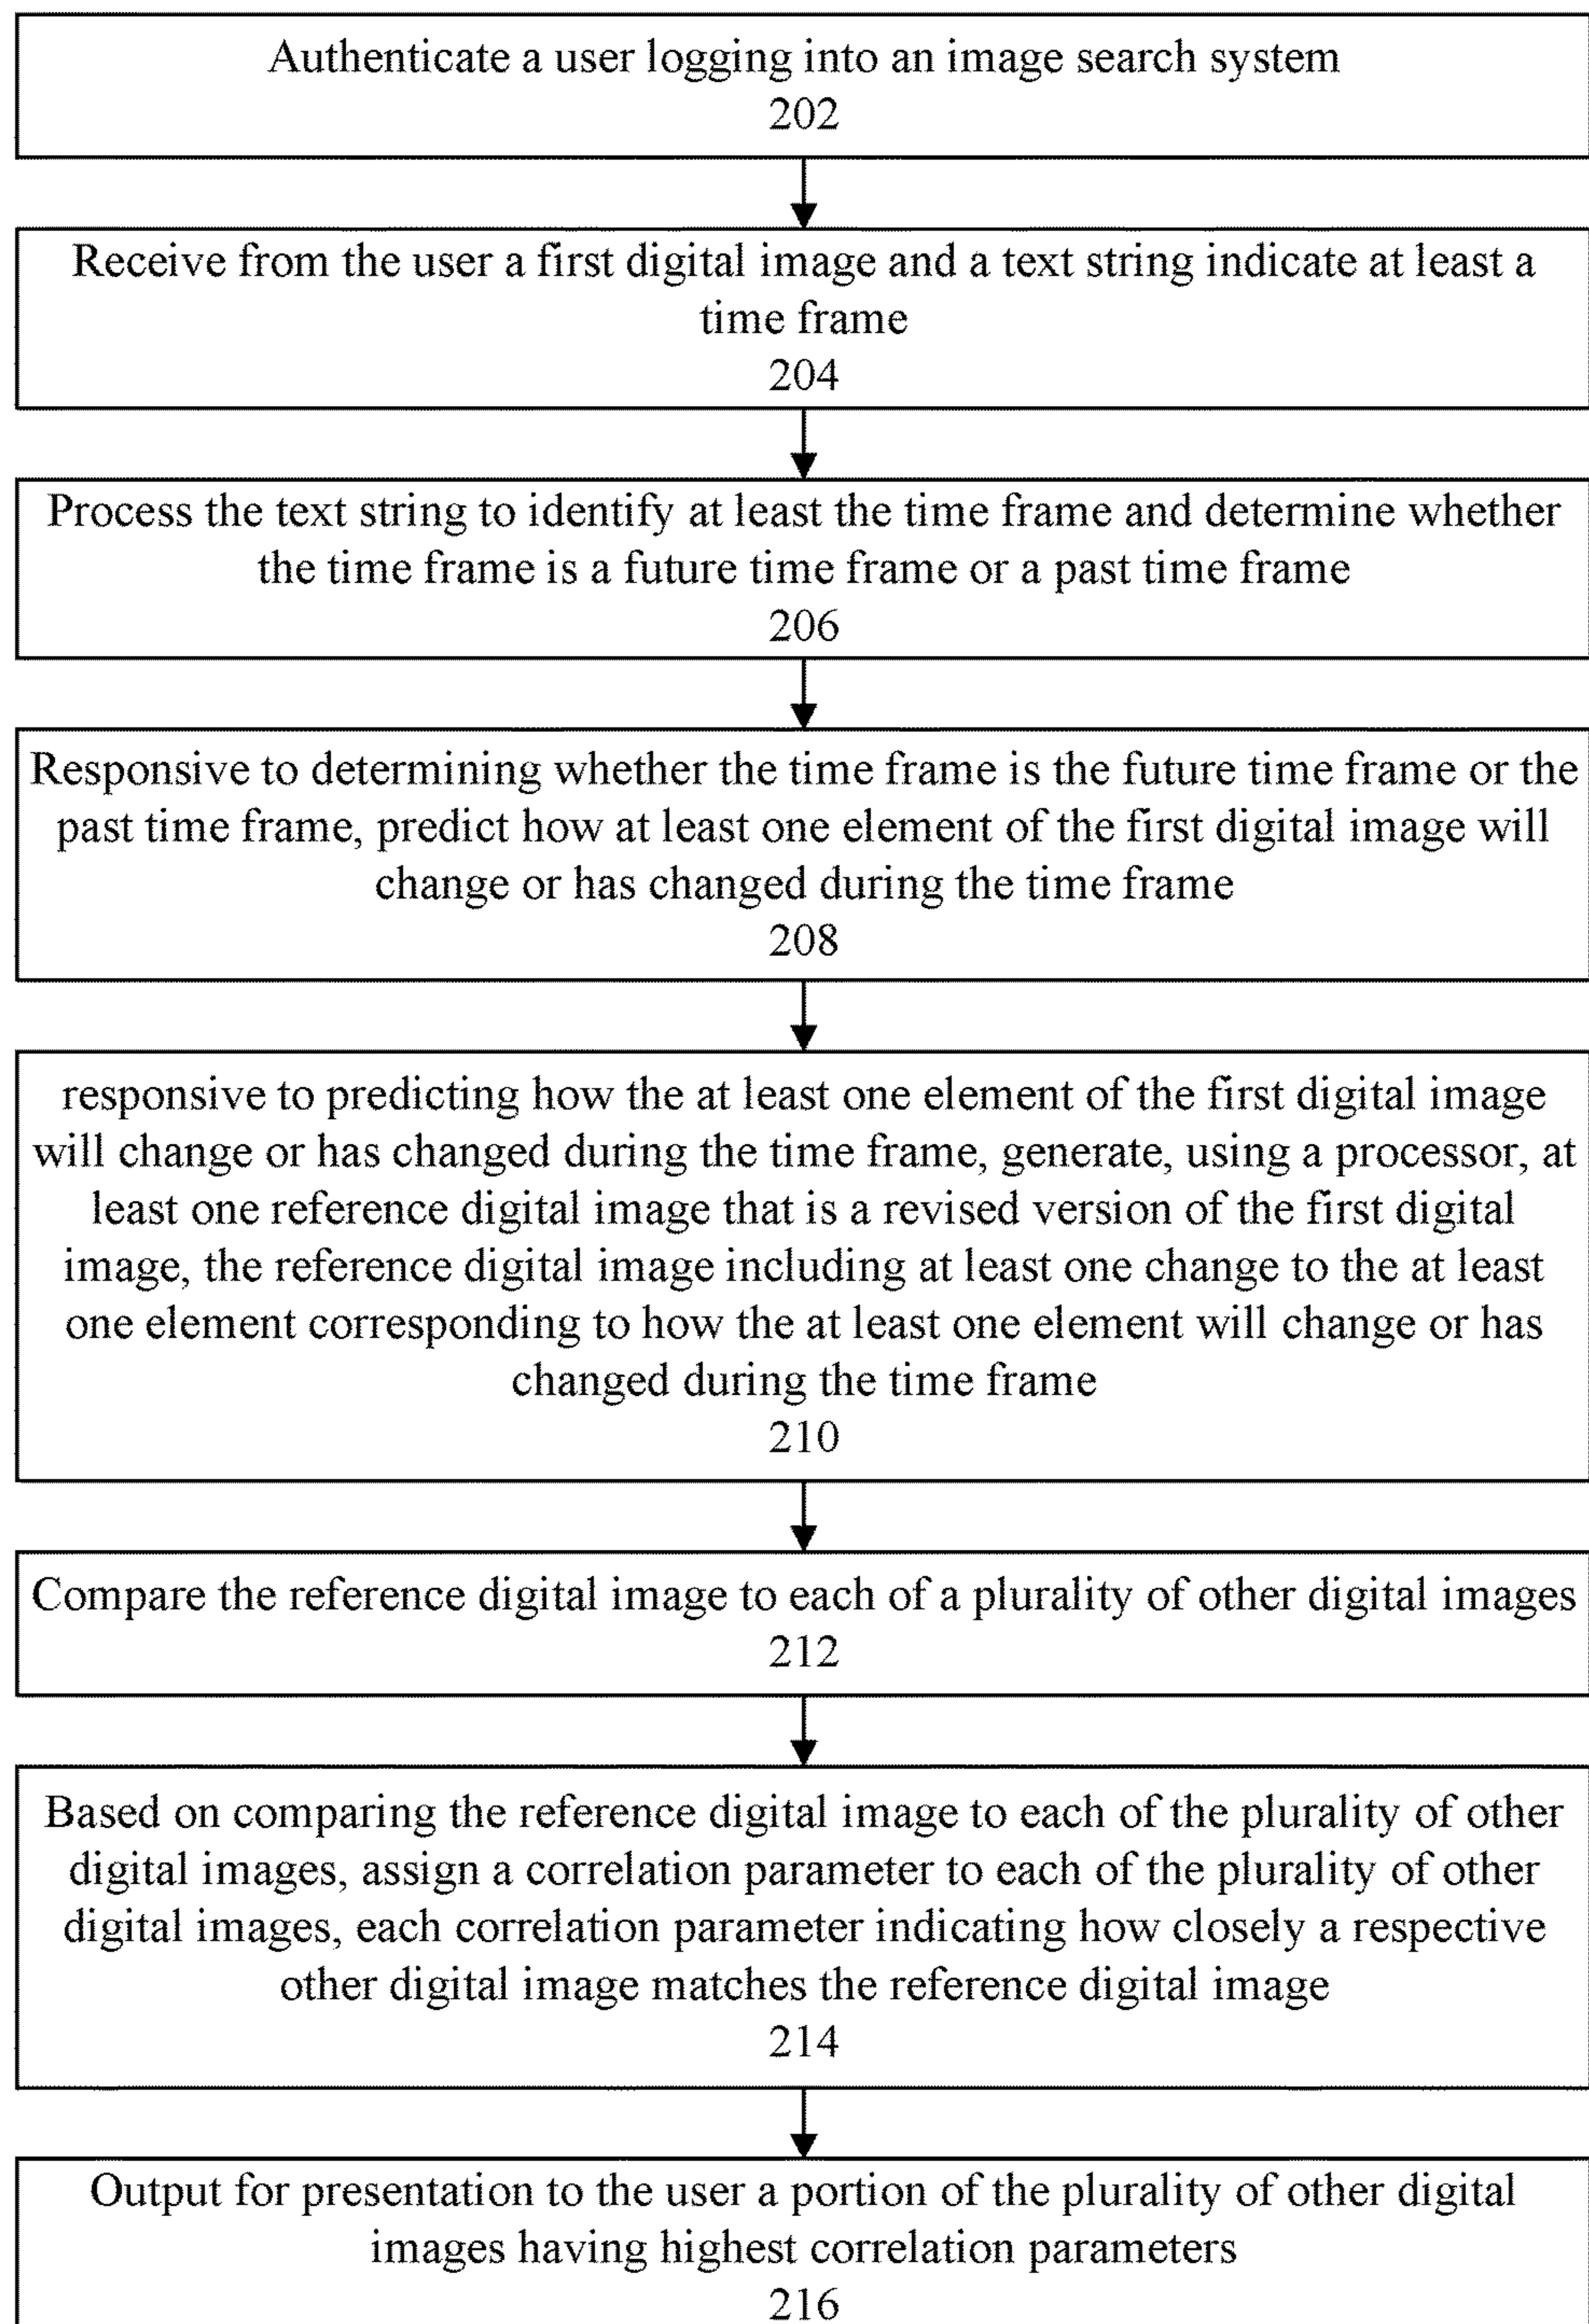 Authenticate a user logging into an image search system
202
Receive from the user a first digital image and a text string indicate at least a
time frame
204
Process the text string to identify at least the time frame and determine whether
the time frame is a future time frame or a past time frame
206
Responsive to determining whether the time frame is the future time frame or the
past time frame, predict how at least one element of the first digital image will
change or has changed during the time frame
208
responsive to predicting how the at least one element of the first digital image
will change or has changed during the time frame, generate, using a processor, at
least one reference digital image that is a revised version of the first digital
image, the reference digital image including at least one change to the at least
one element corresponding to how the at least one element will change or has
changed during the time frame
210
Compare the reference digital image to each of a plurality of other digital images
212
Based on comparing the reference digital image to each of the plurality of other
digital images, assign a correlation parameter to each of the plurality of other
digital images, each correlation parameter indicating how closely a respective
other digital image matches the reference digital image
214
Output for presentation to the user a portion of the plurality of other digital
images having highest correlation parameters
216